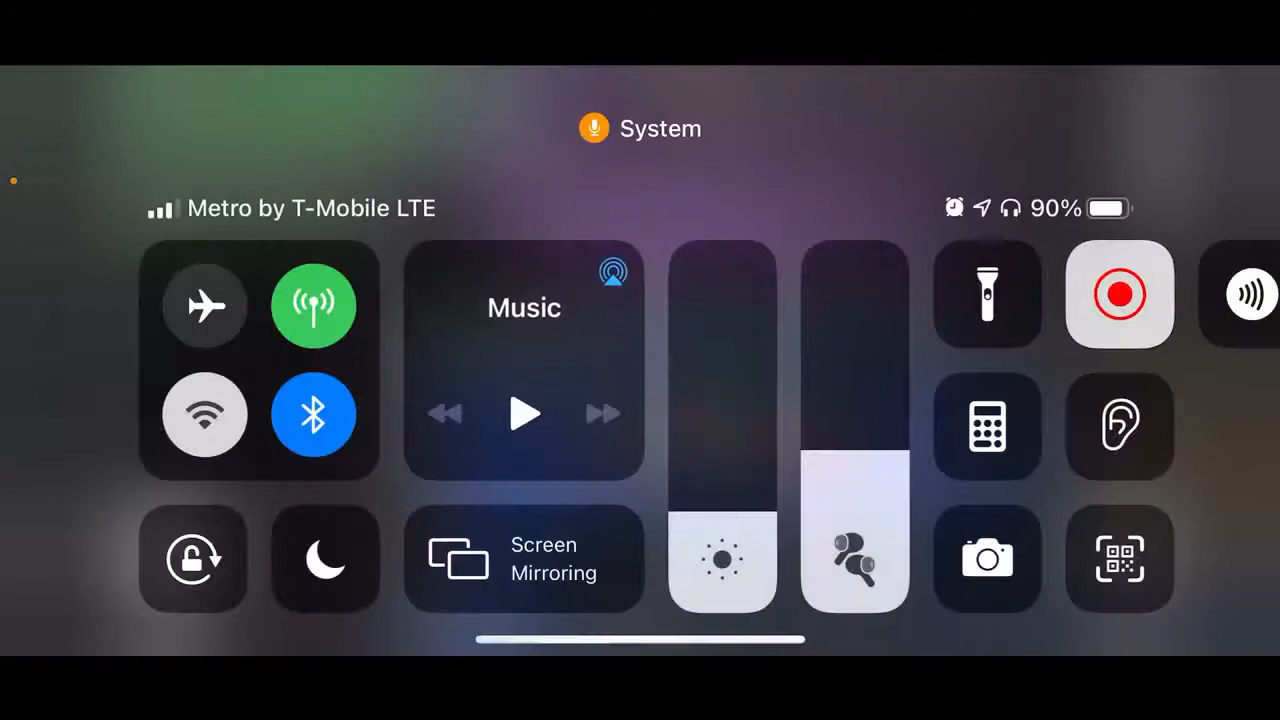 System
Metro by T-Mobile LTE
90%
Music
Screen
Mirroring